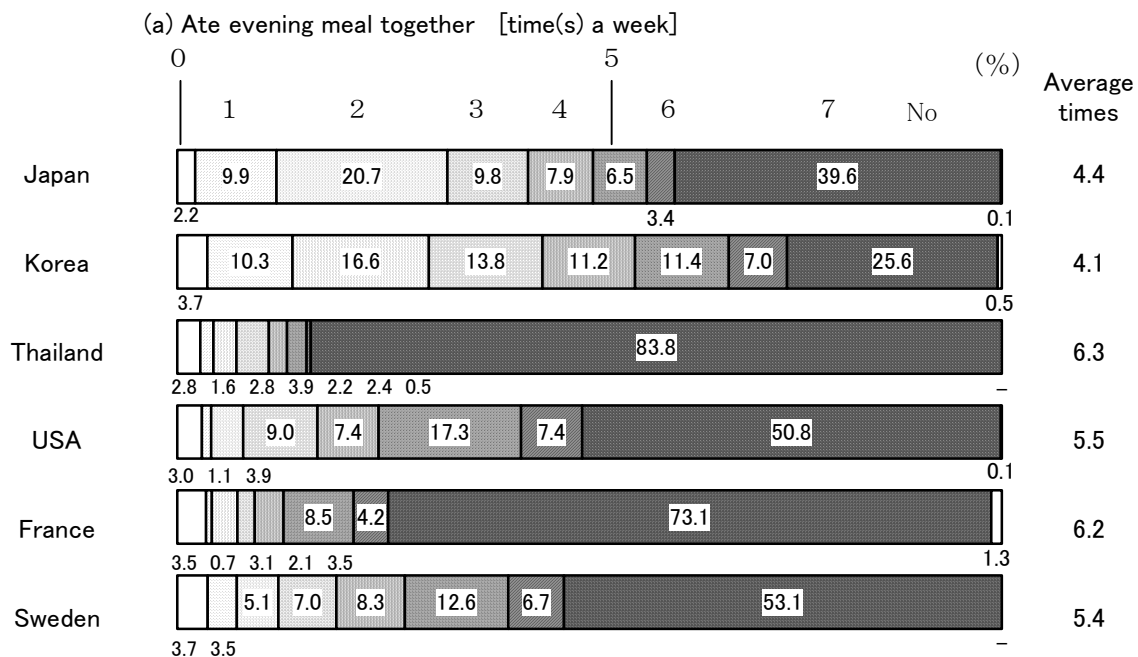 (a) Ate evening meal together [time(s) a week]
0 5 (%)
Average times
1 2 3 4 6 7 No
Japan 9.9 20.7 9.8 7.9 6.5 39.6 4.4
2.2 3.4 0.1
Korea 10.3 16.6 13.8 11.2 11.4 7.0 25.6 4.1
3.7 0.5
Thailand 83.8 6.3
2.8 1.6 2.8 3.9 2.2 2.4 0.5 –
USA 9.0 7.4 17.3 7.4 50.8 5.5
3.0 1.1 3.9 0.1
France 8.5 4.2 73.1 6.2
3.5 0.7 3.1 2.1 3.5 1.3
Sweden 5.1 7.0 8.3 12.6 6.7 53.1 5.4
3.7 3.5 –